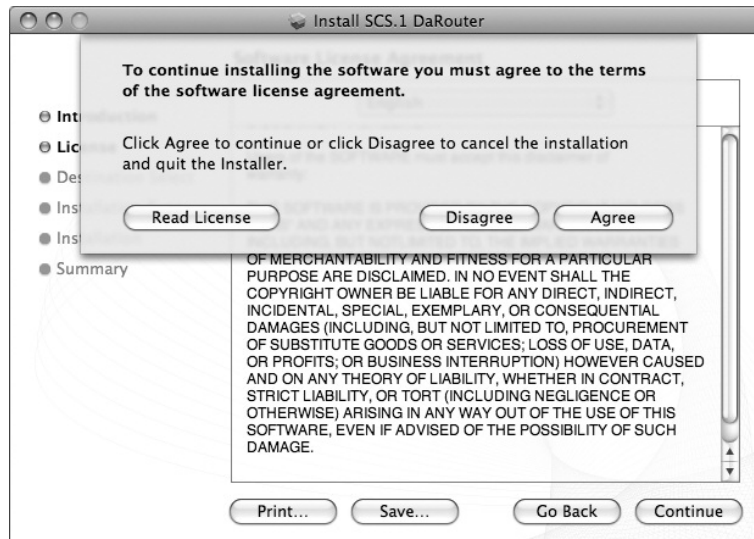 Install SCS.1 DaRouter
Software License Agreement
To continue installing the software you must agree to the terms
of the software license agreement.
Click Agree to continue or click Disagree to cancel the installation
and quit the Installer.
Read License
Disagree
Agree
Introduction
License
Summary
English
OF MERCHANTABILITY AND FITNESS FOR A PARTICULAR
PURPOSE ARE DISCLAIMED. IN NO EVENT SHALL THE
COPYRIGHT OWNER BE LIABLE FOR ANY DIRECT, INDIRECT,
INCIDENTAL, SPECIAL, EXEMPLARY, OR CONSEQUENTIAL
DAMAGES (INCLUDING, BUT NOT LIMITED TO, PROCUREMENT
OF SUBSTITUTE GOODS OR SERVICES; LOSS OF USE, DATA,
OR PROFITS; OR BUSINESS INTERRUPTION) HOWEVER CAUSED
AND ON ANY THEORY OF LIABILITY, WHETHER IN CONTRACT,
STRICT LIABILITY, OR TORT (INCLUDING NEGLIGENCE OR
OTHERWISE) ARISING IN ANY WAY OUT OF THE USE OF THIS
SOFTWARE, EVEN IF ADVISED OF THE POSSIBILITY OF SUCH
DAMAGE.
Print...
Save...
Go Back
Continue